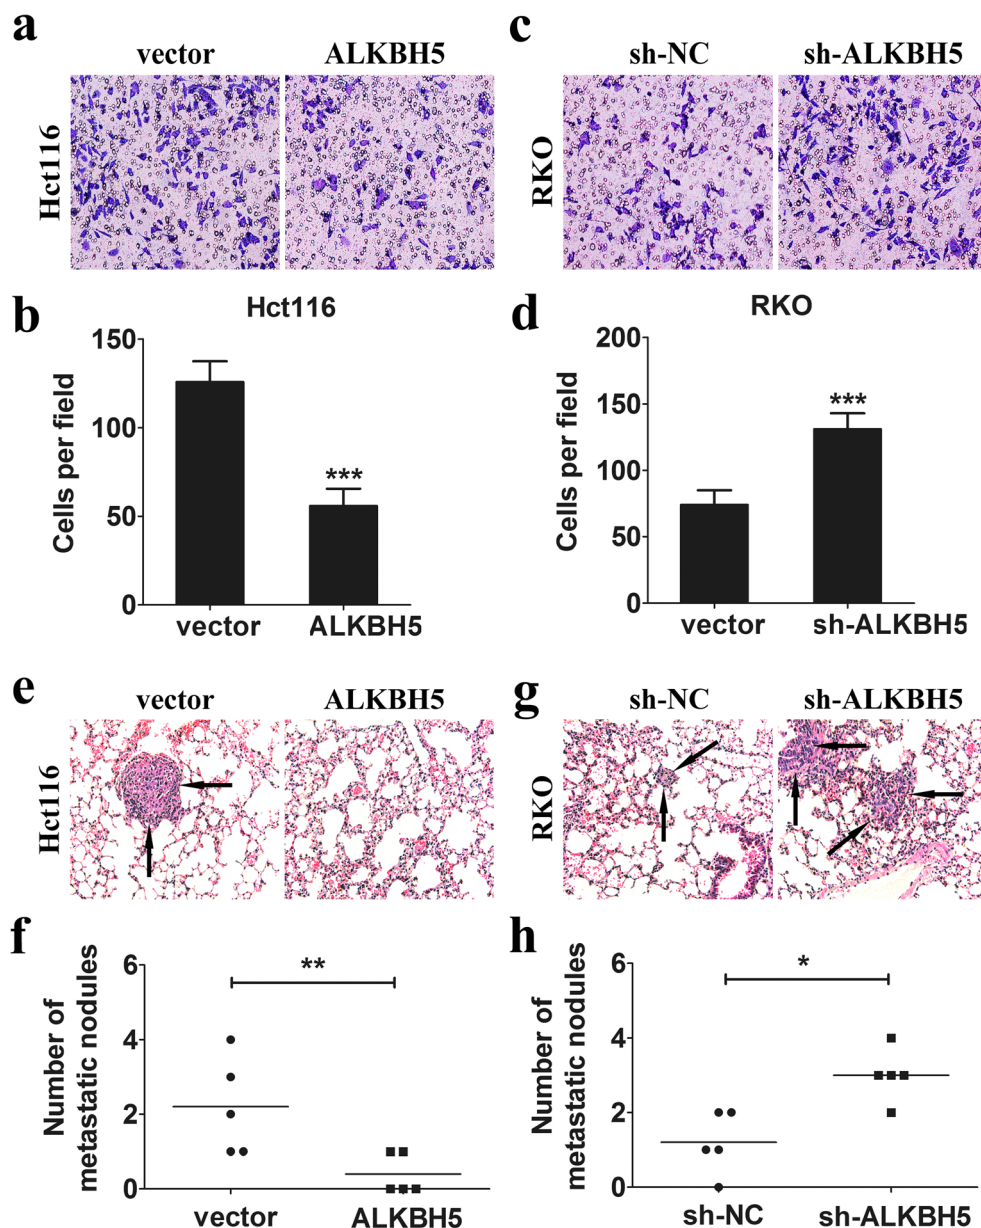 a
vector ALKBH5
Hct116
c
sh-NC sh-ALKBH5
RKO
b
Hct116
Cells per field
150
100
50
0
***
vector ALKBH5
d
RKO
Cells per field
200
150
100
50
0
***
vector sh-ALKBH5
e
vector ALKBH5
Hct116
g
sh-NC sh-ALKBH5
RKO
f
Number of
metastatic nodules
6
4
2
0
**
vector ALKBH5
h
Number of
metastatic nodules
6
4
2
0
*
sh-NC sh-ALKBH5